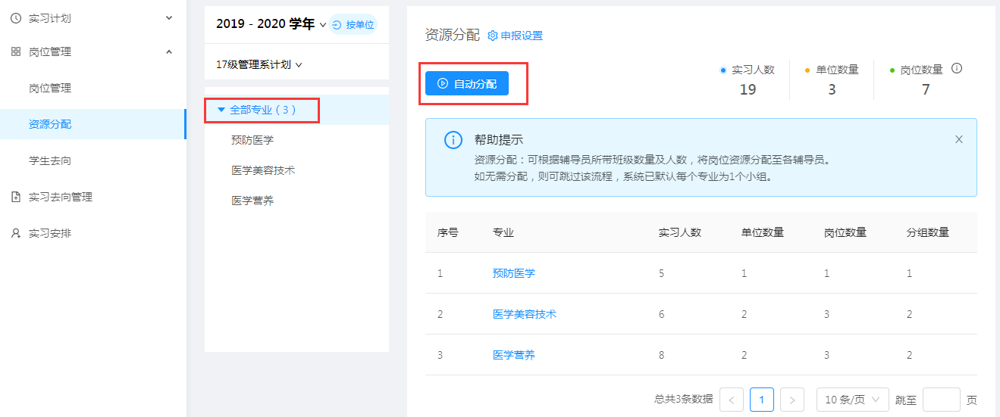 实习计划
岗位管理
岗位管理
资源分配
学生去向
实习去向管理
实习安排
2019 - 2020 学年
按单位
17级管理系计划
全部专业（3）
预防医学
医学美容技术
医学营养
资源分配 申报设置
自动分配
实习人数 单位数量 岗位数量
19 3 7
帮助提示
资源分配：可根据辅导员所带班级数量及人数，将岗位资源分配至各辅导员。
如无需分配，则可跳过该流程，系统已默认每个专业为1个小组。
序号 专业 实习人数 单位数量 岗位数量 分组数量
1 预防医学 5 1 1 1
2 医学美容技术 6 2 3 2
3 医学营养 8 2 3 2
总共3条数据 < 1 > 10 条/页 跳至 页